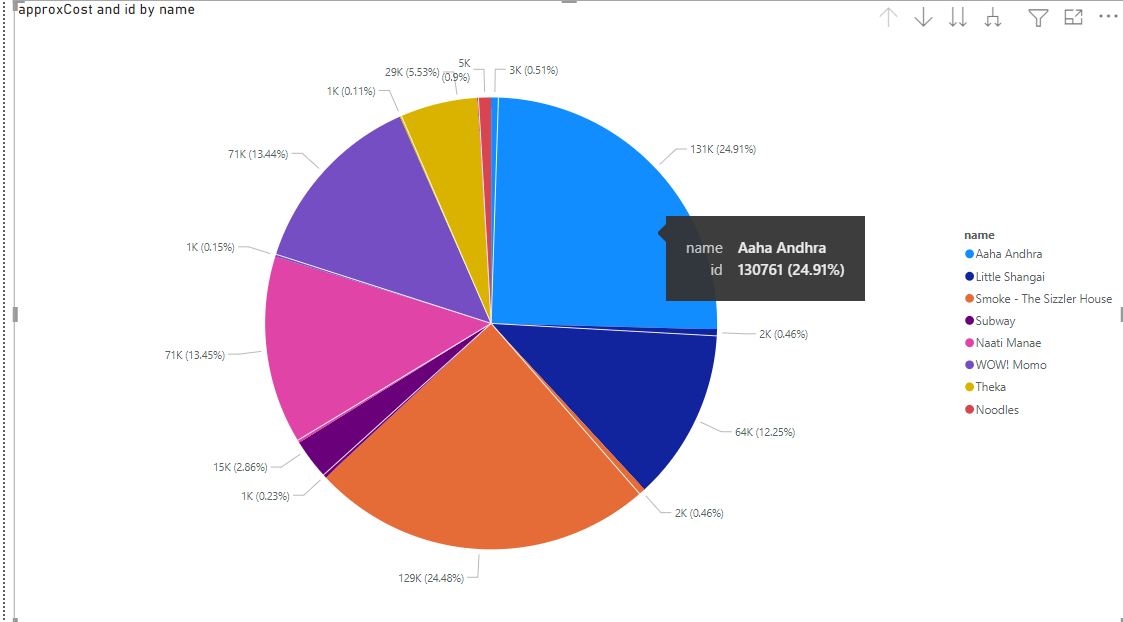 approxCost and id by name
5K
(0.9%)
3K (0.51%)
29K (5.53%)
1K (0.11%)
131K (24.91%)
71K (13.44%)
name Aaha Andhra
id 130761 (24.91%)
1K (0.15%)
2K (0.46%)
71K (13.45%)
64K (12.25%)
15K (2.86%)
1K (0.23%)
2K (0.46%)
129K (24.48%)
name
Aaha Andhra
Little Shangai
Smoke - The Sizzler House
Subway
Naati Manae
WOW! Momo
Theka
Noodles